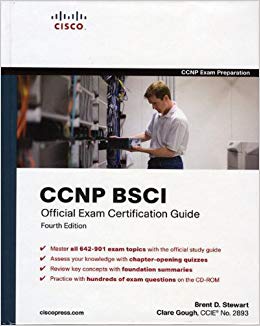 CISCO.
CCNP Exam Preparation
CCNP BSCI
Official Exam Certification Guide
Fourth Edition
Master all 642-901 exam topics with the official study guide
Assess your knowledge with chapter-opening quizzes
Review key concepts with foundation summaries
Practice with hundreds of exam questions on the CD-ROM
Brent D. Stewart
ciscopress.com
Clare Gough, CCIE® No. 2893